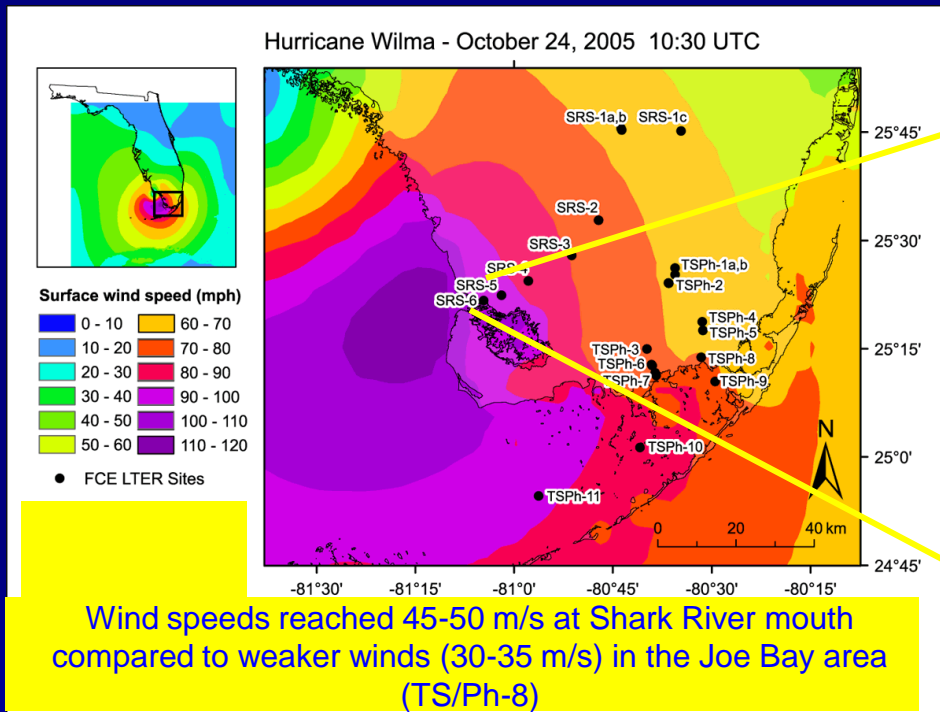 Hurricane Wilma - October 24, 2005 10:30 UTC
Surface wind speed (mph)
0 - 10
10 - 20
20 - 30
30 - 40
40 - 50
50 - 60
60 - 70
70 - 80
80 - 90
90 - 100
100 - 110
110 - 120
FCE LTER Sites
SRS-1a,b
SRS-1c
SRS-2
SRS-3
SRS-4
SRS-5
SRS-6
TSPh-1a,b
TSPh-2
TSPh-4
TSPh-5
TSPh-3
TSPh-8
TSPh-6
TSPh-7
TSPh-9
TSPh-10
TSPh-11
N
0 20 40 km
25°45'
25°30'
25°15'
25°0'
24°45'
-81°30' -81°15' -81°0' -80°45' -80°30' -80°15'
Wind speeds reached 45-50 m/s at Shark River mouth
compared to weaker winds (30-35 m/s) in the Joe Bay area
(TS/Ph-8)